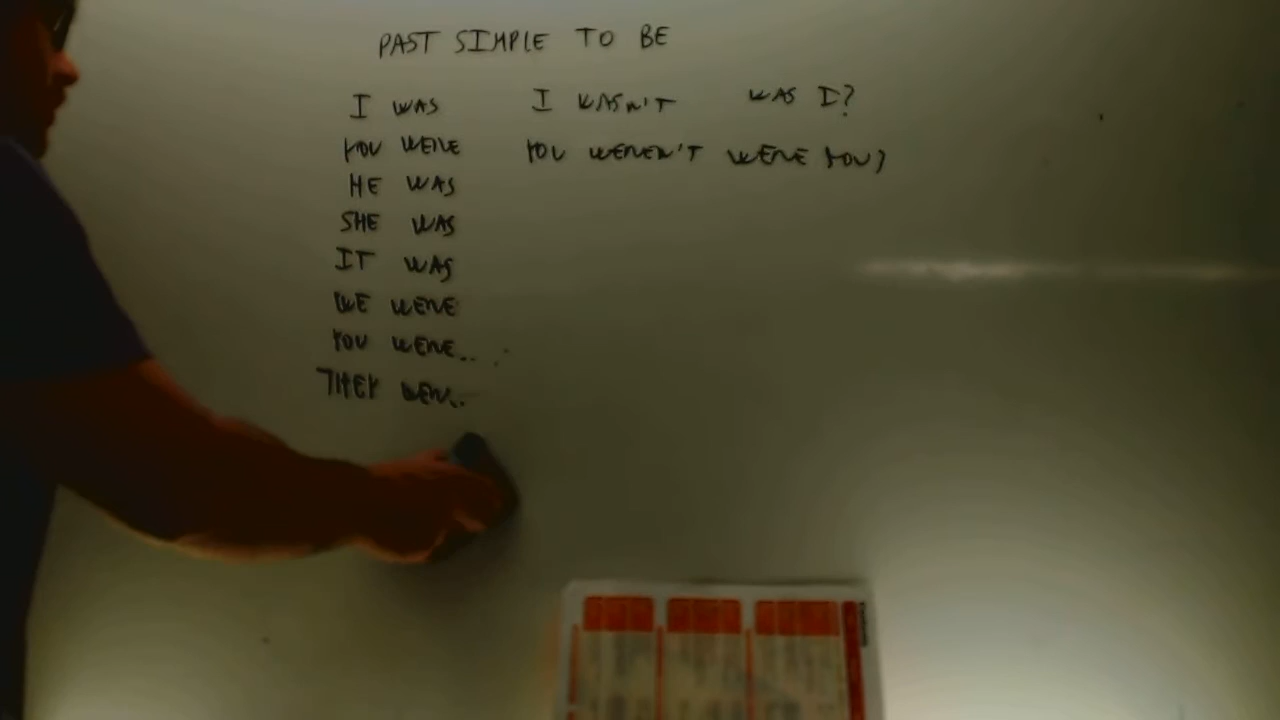 PAST SIMPLE TO BE
I WAS I WASN'T WAS I?
YOU WERE YOU WEREN'T WERE YOU?
HE WAS
SHE WAS
IT WAS
WE WERE
YOU WERE..
THEY WER..